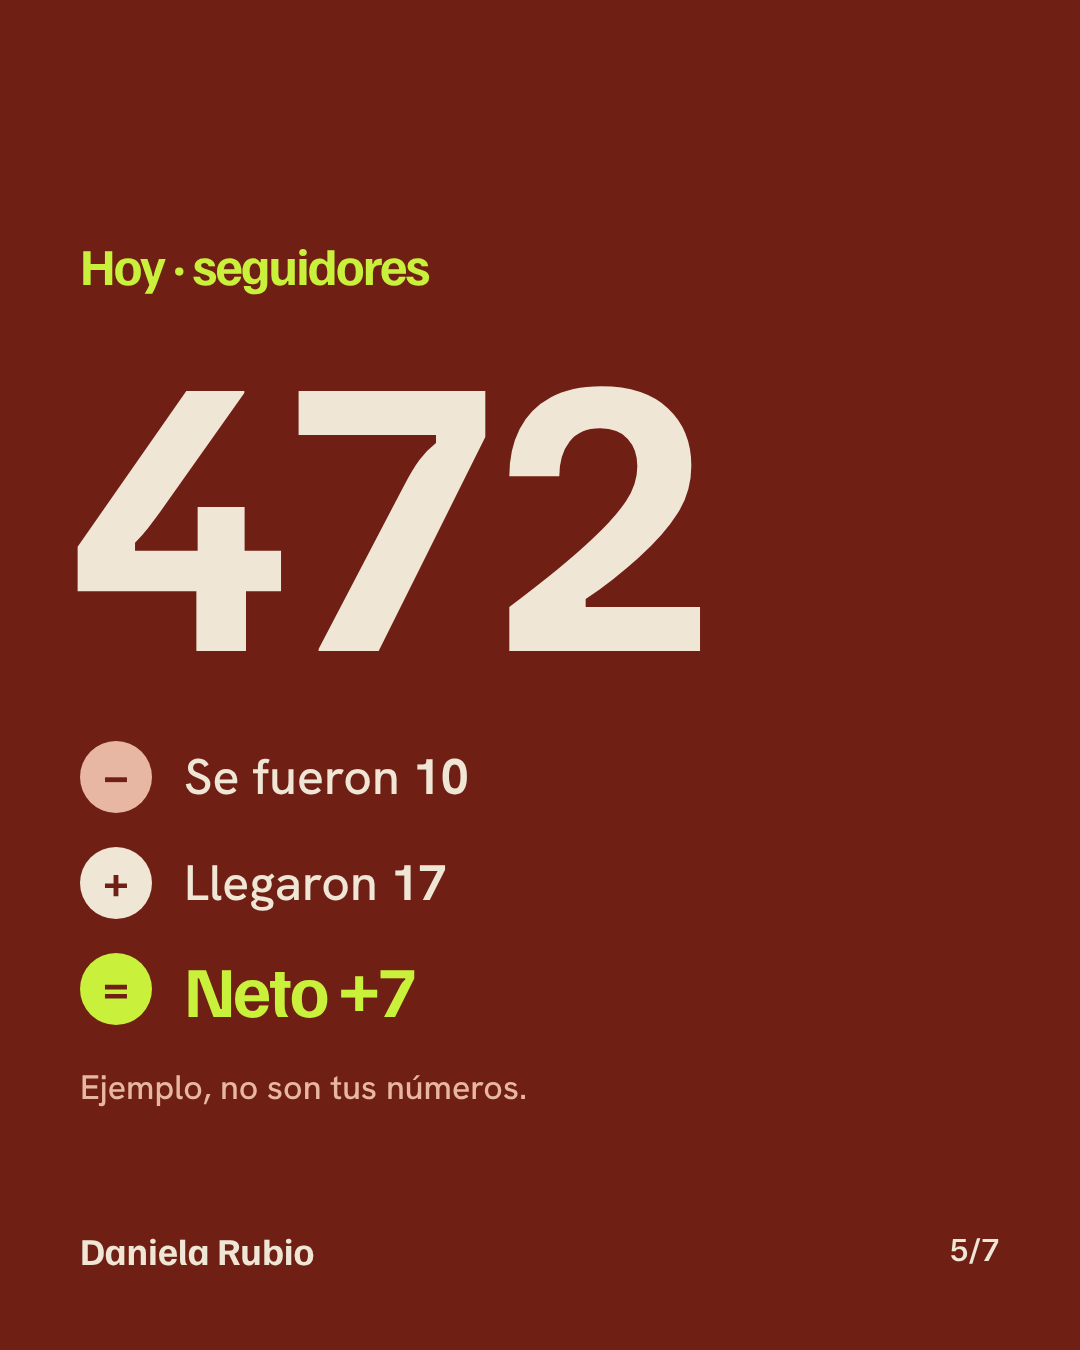 Hoy · seguidores
472
− Se fueron 10
+ Llegaron 17
= Neto +7
Ejemplo, no son tus números.
Daniela Rubio
5/7